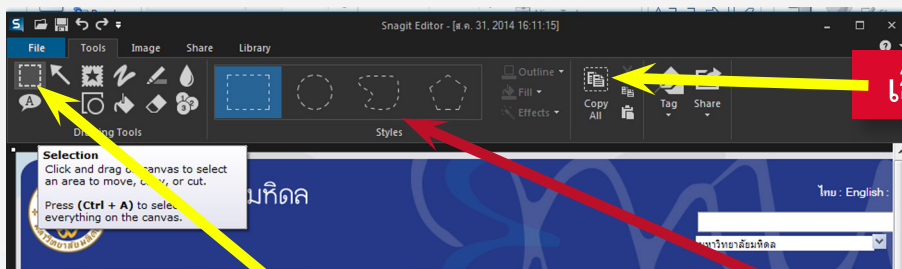 Snagit Editor - [ส.ค. 31, 2014 16:11:15]
File Tools Image Share Library
Outline
Fill
Effects
Copy All
Tag
Share
Drawing Tools
Styles
Selection
Click and drag on canvas to select
an area to move, copy, or cut.
Press (Ctrl + A) to select
everything on the canvas.
มหิดล
ไทย : English :
มหาวิทยาลัยมหิดล